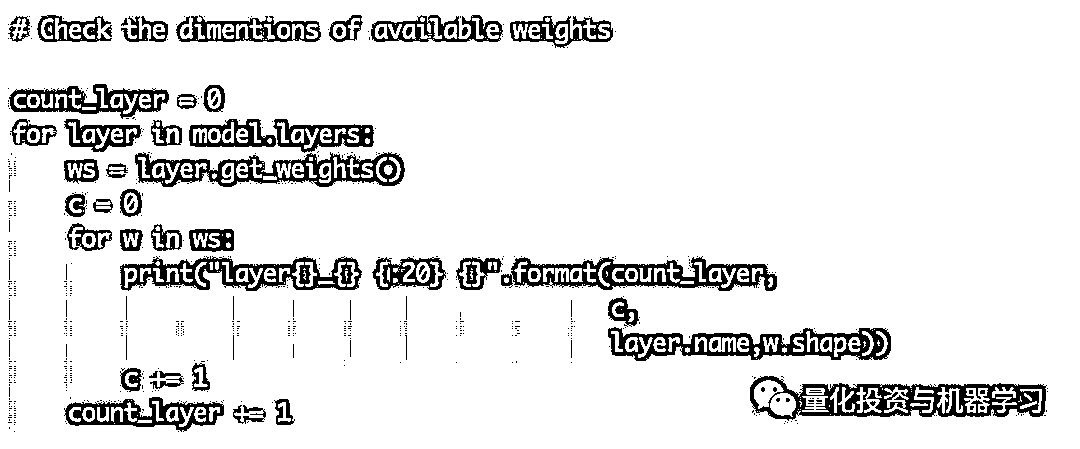 # Check the dimentions of available weights
count_layer = 0
for layer in model.layers:
    ws = layer.get_weights()
    c = 0
    for w in ws:
        print("layer{}_{} {:20} {}".format(count_layer,
                                           c,
                                           layer.name,w.shape))
        c += 1
    count_layer += 1
量化投资与机器学习